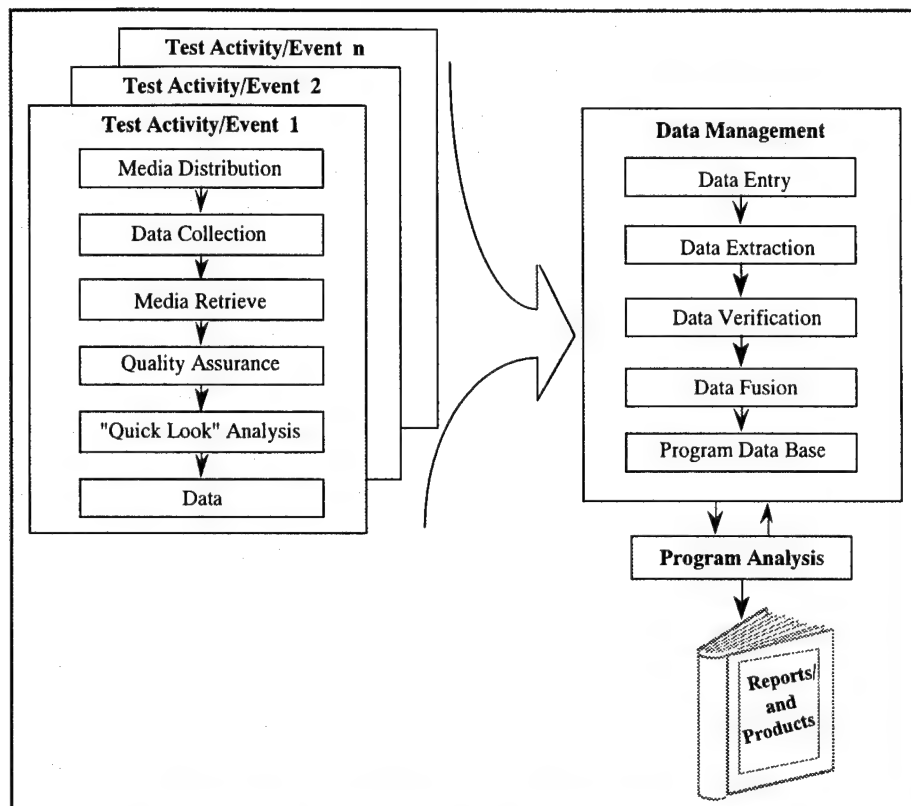 Test Activity/Event n
Test Activity/Event 2
Test Activity/Event 1
Media Distribution
Data Collection
Media Retrieve
Quality Assurance
"Quick Look" Analysis
Data
Data Management
Data Entry
Data Extraction
Data Verification
Data Fusion
Program Data Base
Program Analysis
Reports/
and
Products